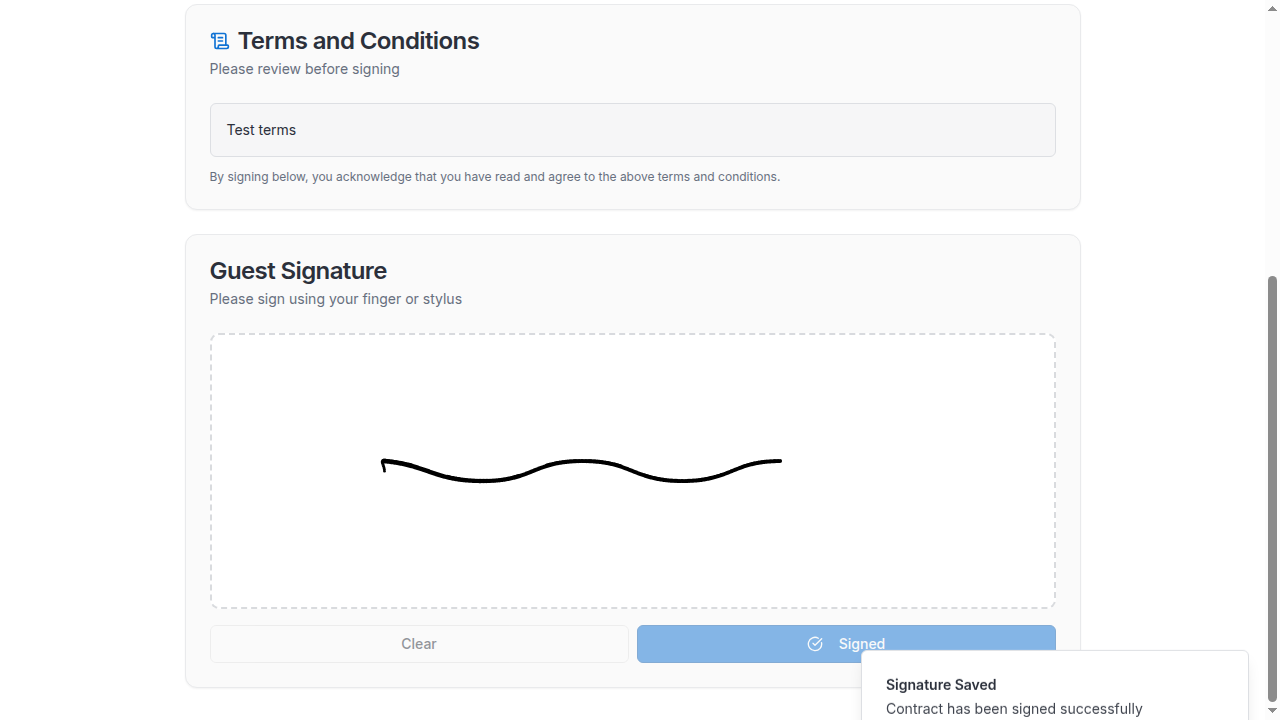 Terms and Conditions
Please review before signing
Test terms
By signing below, you acknowledge that you have read and agree to the above terms and conditions.
Guest Signature
Please sign using your finger or stylus
Clear
Signed
Signature Saved
Contract has been signed successfully